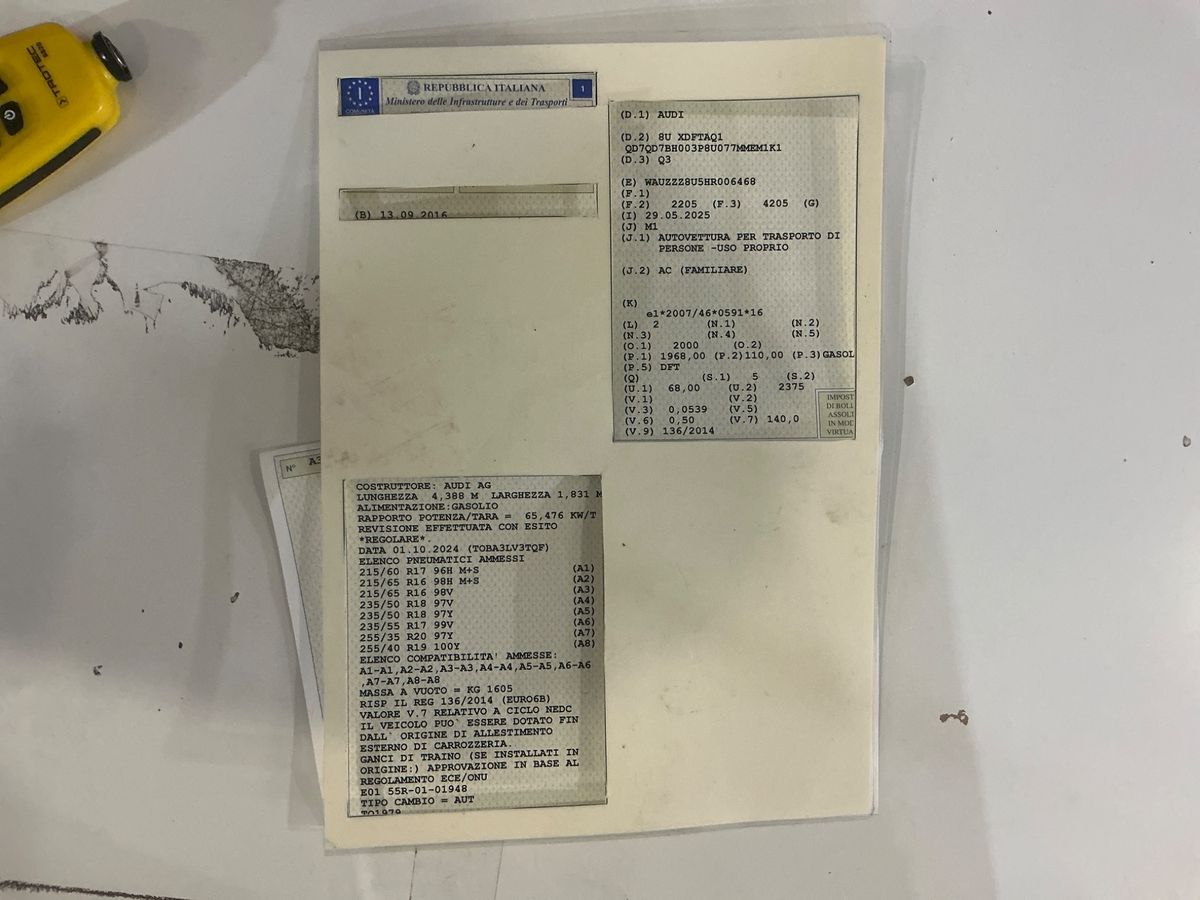 TROTEC
REPUBBLICA ITALIANA
Ministero delle Infrastrutture e dei Trasporti
I
COMUNITÀ
1
(B) 13.09.2016
(D.1) AUDI
(D.2) 8U XDFTAQ1
QD7QD7BH003P8U077MMEM1K1
(D.3) Q3
(E) WAUZZZ8U5HR006468
(F.1)
(F.2) 2205 (F.3) 4205 (G)
(I) 29.05.2025
(J) M1
(J.1) AUTOVETTURA PER TRASPORTO DI
PERSONE -USO PROPRIO
(J.2) AC (FAMILIARE)
(K)
e1*2007/46*0591*16
(L) 2 (N.1) (N.2)
(N.3) (N.4) (N.5)
(O.1) 2000 (O.2)
(P.1) 1968,00 (P.2)110,00 (P.3)GASOL
(P.5) DFT
(Q) (S.1) 5 (S.2)
(U.1) 68,00 (U.2) 2375
(V.1) (V.2)
(V.3) 0,0539 (V.5)
(V.6) 0,50 (V.7) 140,0
(V.9) 136/2014
IMPOST
DI BOLL
ASSOLT
IN MOD
VIRTUA
N° A3
COSTRUTTORE: AUDI AG
LUNGHEZZA 4,388 M LARGHEZZA 1,831 M
ALIMENTAZIONE:GASOLIO
RAPPORTO POTENZA/TARA = 65,476 KW/T
REVISIONE EFFETTUATA CON ESITO
*REGOLARE*.
DATA 01.10.2024 (TOBA3LV3TQF)
ELENCO PNEUMATICI AMMESSI
215/60 R17 96H M+S (A1)
215/65 R16 98H M+S (A2)
215/65 R16 98V (A3)
235/50 R18 97V (A4)
235/50 R18 97Y (A5)
235/55 R17 99V (A6)
255/35 R20 97Y (A7)
255/40 R19 100Y (A8)
ELENCO COMPATIBILITA' AMMESSE:
A1-A1,A2-A2,A3-A3,A4-A4,A5-A5,A6-A6
,A7-A7,A8-A8
MASSA A VUOTO = KG 1605
RISP IL REG 136/2014 (EURO6B)
VALORE V.7 RELATIVO A CICLO NEDC
IL VEICOLO PUO` ESSERE DOTATO FIN
DALL` ORIGINE DI ALLESTIMENTO
ESTERNO DI CARROZZERIA.
GANCI DI TRAINO (SE INSTALLATI IN
ORIGINE:) APPROVAZIONE IN BASE AL
REGOLAMENTO ECE/ONU
E01 55R-01-01948
TIPO CAMBIO = AUT
TO1979